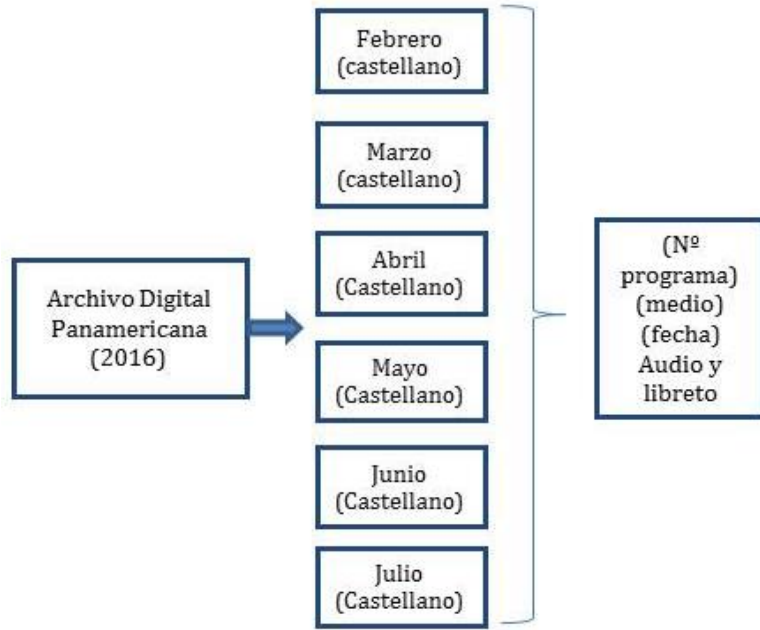 Archivo Digital
Panamericana
(2016)
Febrero
(castellano)
Marzo
(castellano)
Abril
(Castellano)
Mayo
(Castellano)
Junio
(Castellano)
Julio
(Castellano)
(Nº
programa)
(medio)
(fecha)
Audio y
libreto